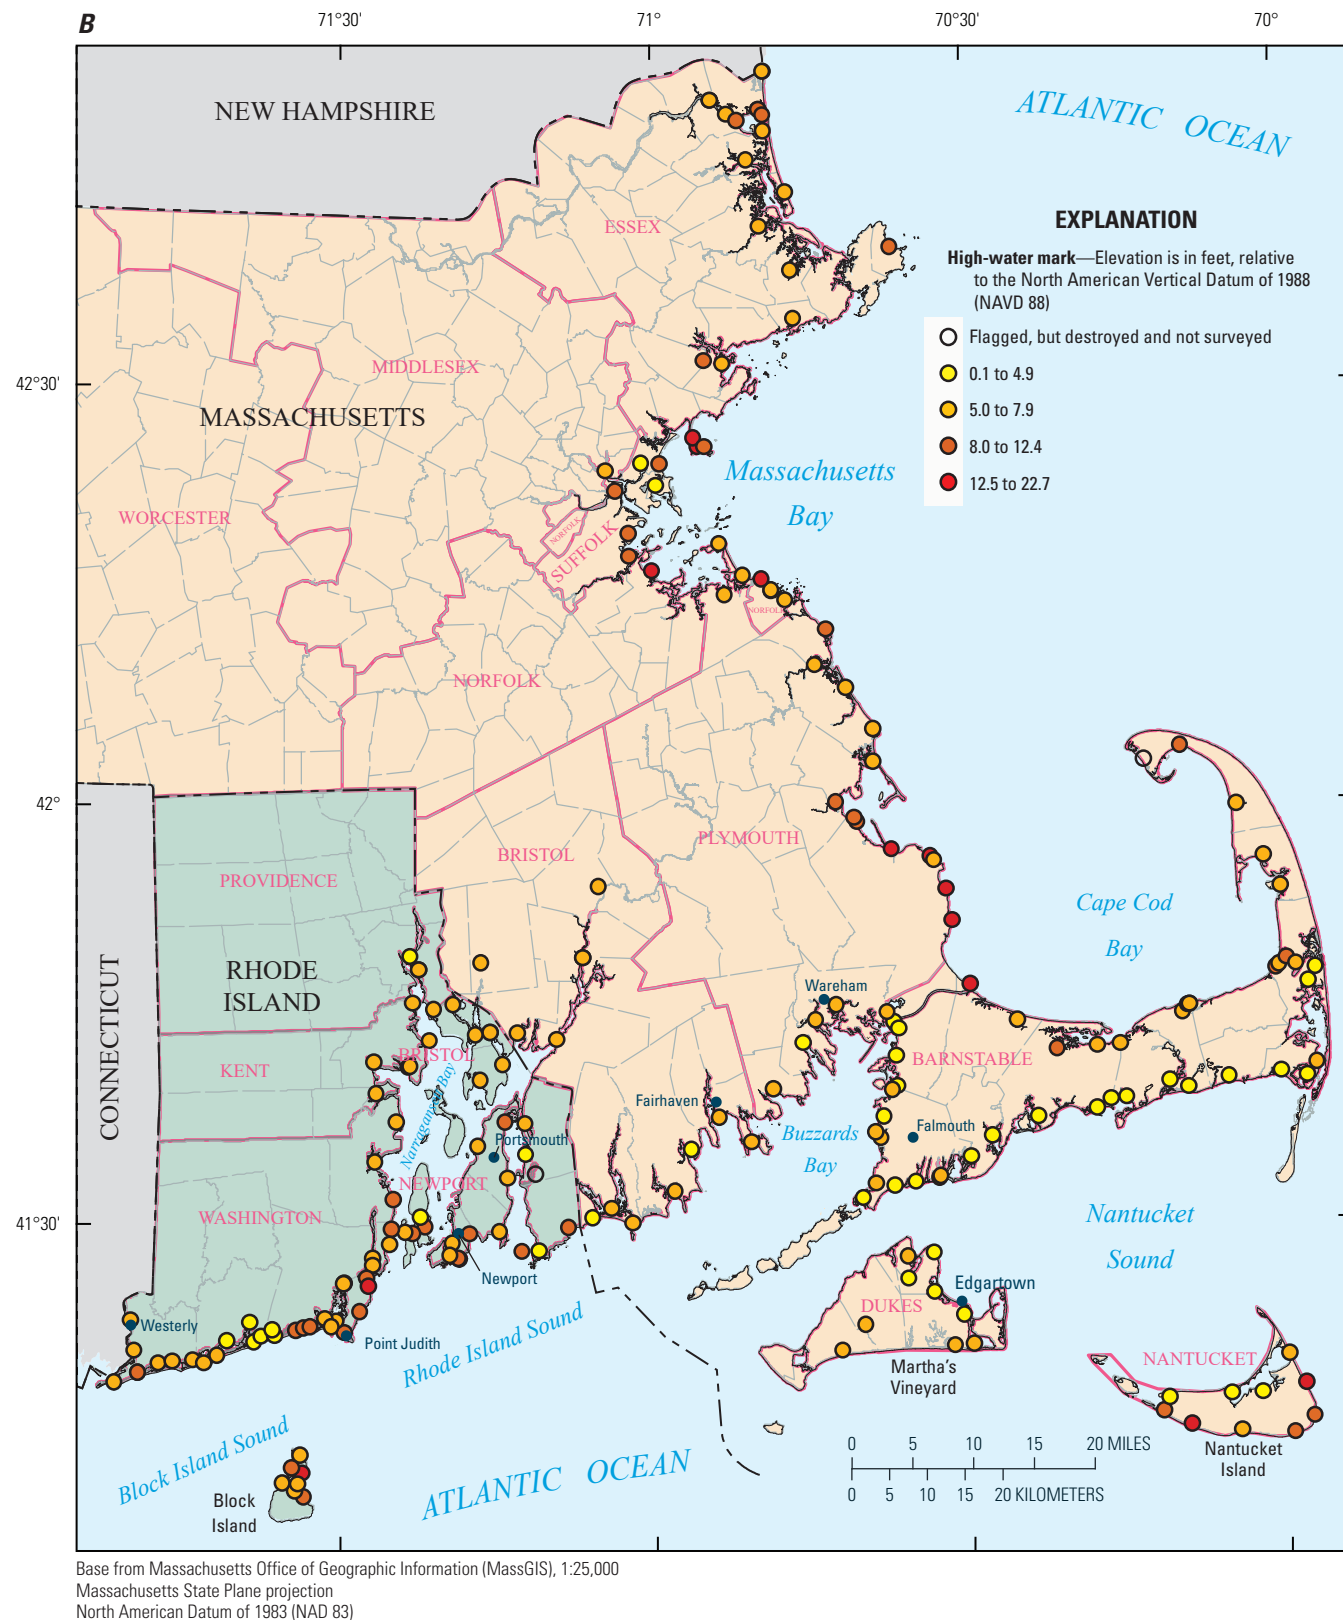 B
71°30'
71°
70°30'
70°
NEW HAMPSHIRE
ATLANTIC OCEAN
ESSEX
EXPLANATION
High-water mark—Elevation is in feet, relative
to the North American Vertical Datum of 1988
(NAVD 88)
Flagged, but destroyed and not surveyed
0.1 to 4.9
5.0 to 7.9
8.0 to 12.4
12.5 to 22.7
42°30'
MIDDLESEX
MASSACHUSETTS
Massachusetts
Bay
WORCESTER
NORFOLK
SUFFOLK
NORFOLK
NORFOLK
42°
PLYMOUTH
BRISTOL
PROVIDENCE
Cape Cod
Bay
CONNECTICUT
RHODE
ISLAND
Wareham
BRISTOL
BARNSTABLE
KENT
Narragansett Bay
Fairhaven
Falmouth
Buzzards
Bay
Portsmouth
NEWPORT
41°30'
WASHINGTON
Nantucket
Sound
Newport
Edgartown
DUKES
Westerly
Point Judith
Rhode Island Sound
Martha's
Vineyard
NANTUCKET
Block Island Sound
0 5 10 15 20 MILES
0 5 10 15 20 KILOMETERS
Nantucket
Island
ATLANTIC OCEAN
Block
Island
Base from Massachusetts Office of Geographic Information (MassGIS), 1:25,000
Massachusetts State Plane projection
North American Datum of 1983 (NAD 83)